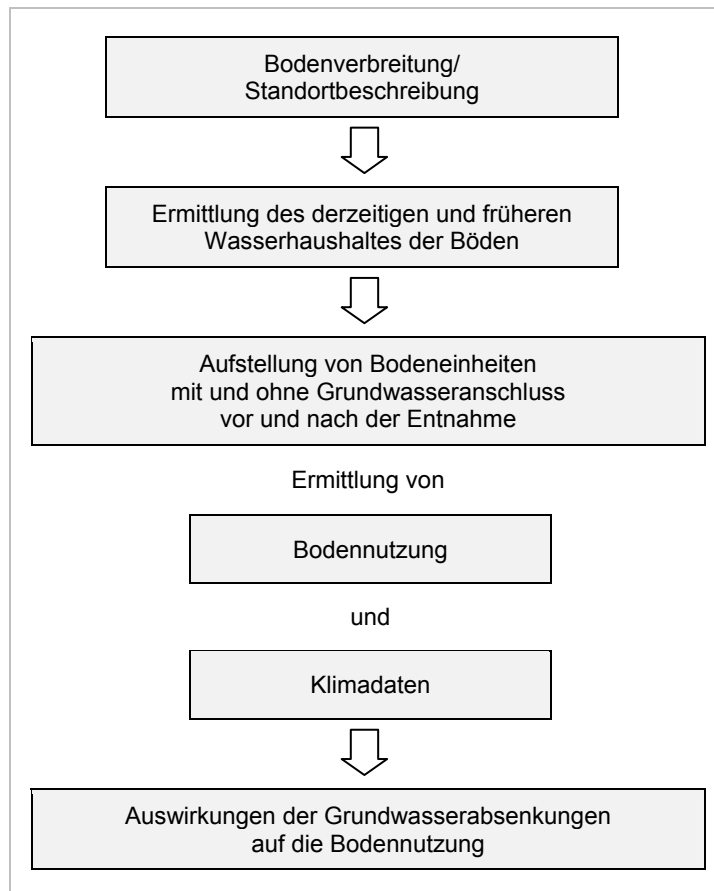 Bodenverbreitung/
Standortbeschreibung
Ermittlung des derzeitigen und früheren
Wasserhaushaltes der Böden
Aufstellung von Bodeneinheiten
mit und ohne Grundwasseranschluss
vor und nach der Entnahme
Ermittlung von
Bodennutzung
und
Klimadaten
Auswirkungen der Grundwasserabsenkungen
auf die Bodennutzung